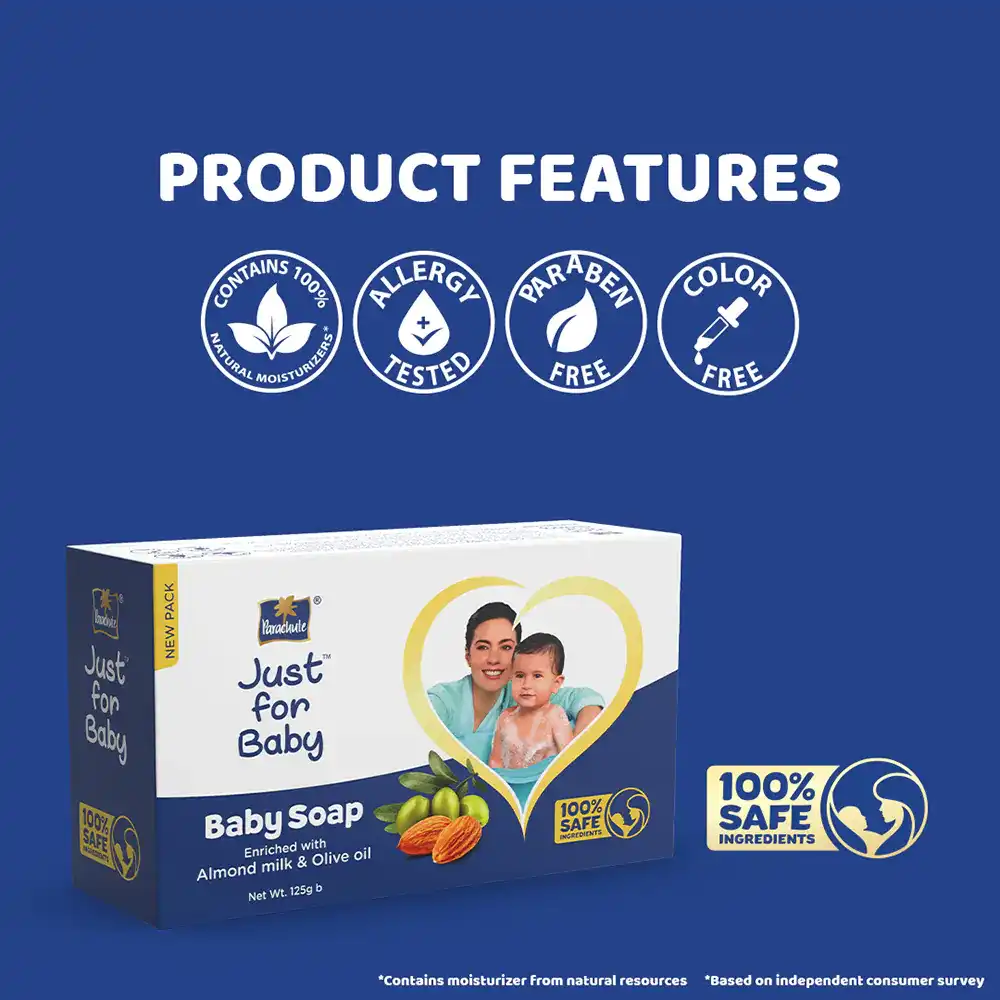 PRODUCT FEATURES
CONTAINS 100%
NATURAL MOISTURIZERS*
ALLERGY
TESTED
PARABEN
FREE
COLOR
FREE
NEW PACK
Parachute®
Just™
for
Baby
Baby Soap
Enriched with
Almond milk & Olive oil
Net Wt. 125g b
100%
SAFE
INGREDIENTS
Parachute®
Just™
for
Baby
100%
SAFE
INGREDIENTS
100%
SAFE
INGREDIENTS
*Contains moisturizer from natural resources *Based on independent consumer survey